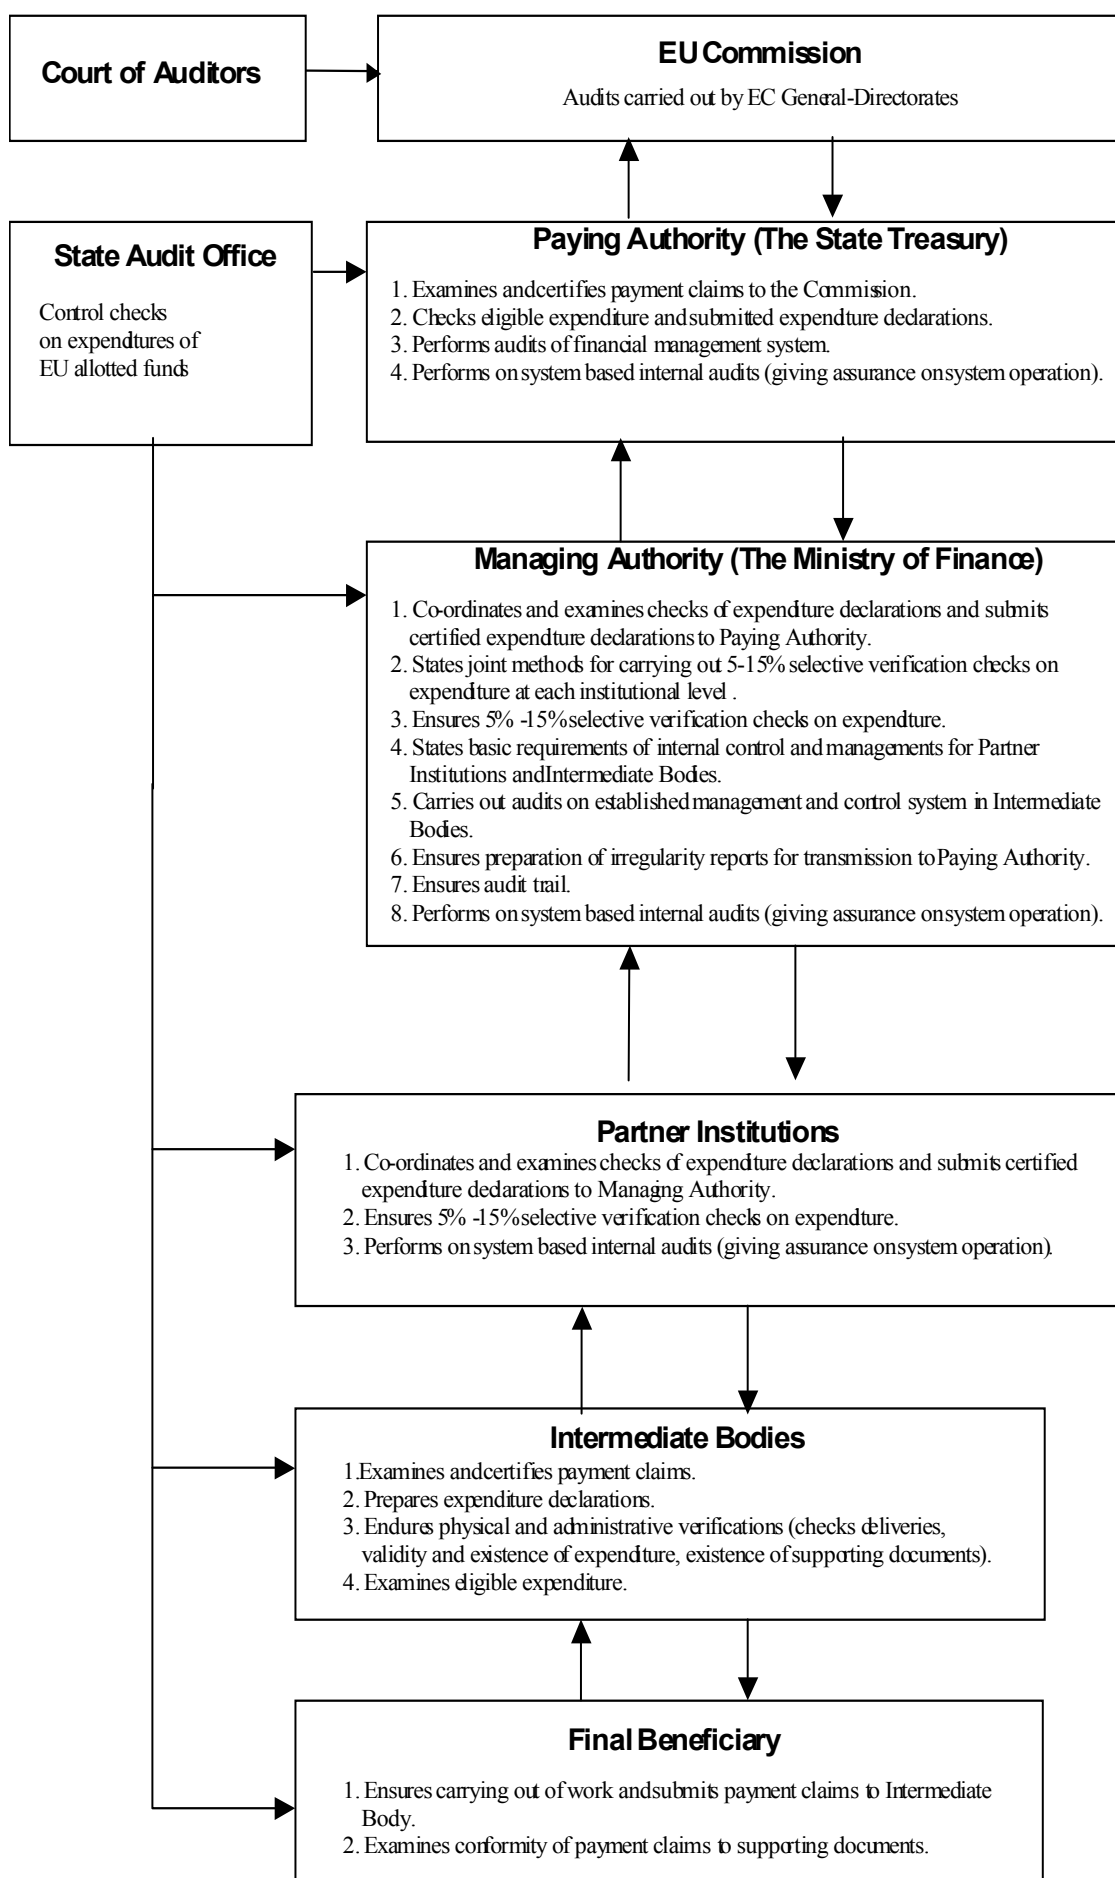 Court of Auditors
EU Commission
Audits carried out by EC General-Directorates
State Audit Office
Control checks
on expenditures of
EU allotted funds
Paying Authority (The State Treasury)
1. Examines and certifies payment claims to the Commission.
2. Checks eligible expenditure and submitted expenditure declarations.
3. Performs audits of financial management system.
4. Performs on system based internal audits (giving assurance on system operation).
Managing Authority (The Ministry of Finance)
1. Co-ordinates and examines checks of expenditure declarations and submits
certified expenditure declarations to Paying Authority.
2. States joint methods for carrying out 5-15% selective verification checks on
expenditure at each institutional level .
3. Ensures 5% -15% selective verification checks on expenditure.
4. States basic requirements of internal control and managements for Partner
Institutions and Intermediate Bodies.
5. Carries out audits on established management and control system in Intermediate
Bodies.
6. Ensures preparation of irregularity reports for transmission to Paying Authority.
7. Ensures audit trail.
8. Performs on system based internal audits (giving assurance on system operation).
Partner Institutions
1. Co-ordinates and examines checks of expenditure declarations and submits certified
expenditure declarations to Managing Authority.
2. Ensures 5% -15% selective verification checks on expenditure.
3. Performs on system based internal audits (giving assurance on system operation).
Intermediate Bodies
1.Examines and certifies payment claims.
2. Prepares expenditure declarations.
3. Endures physical and administrative verifications (checks deliveries,
validity and existence of expenditure, existence of supporting documents).
4. Examines eligible expenditure.
Final Beneficiary
1. Ensures carrying out of work and submits payment claims to Intermediate
Body.
2. Examines conformity of payment claims to supporting documents.